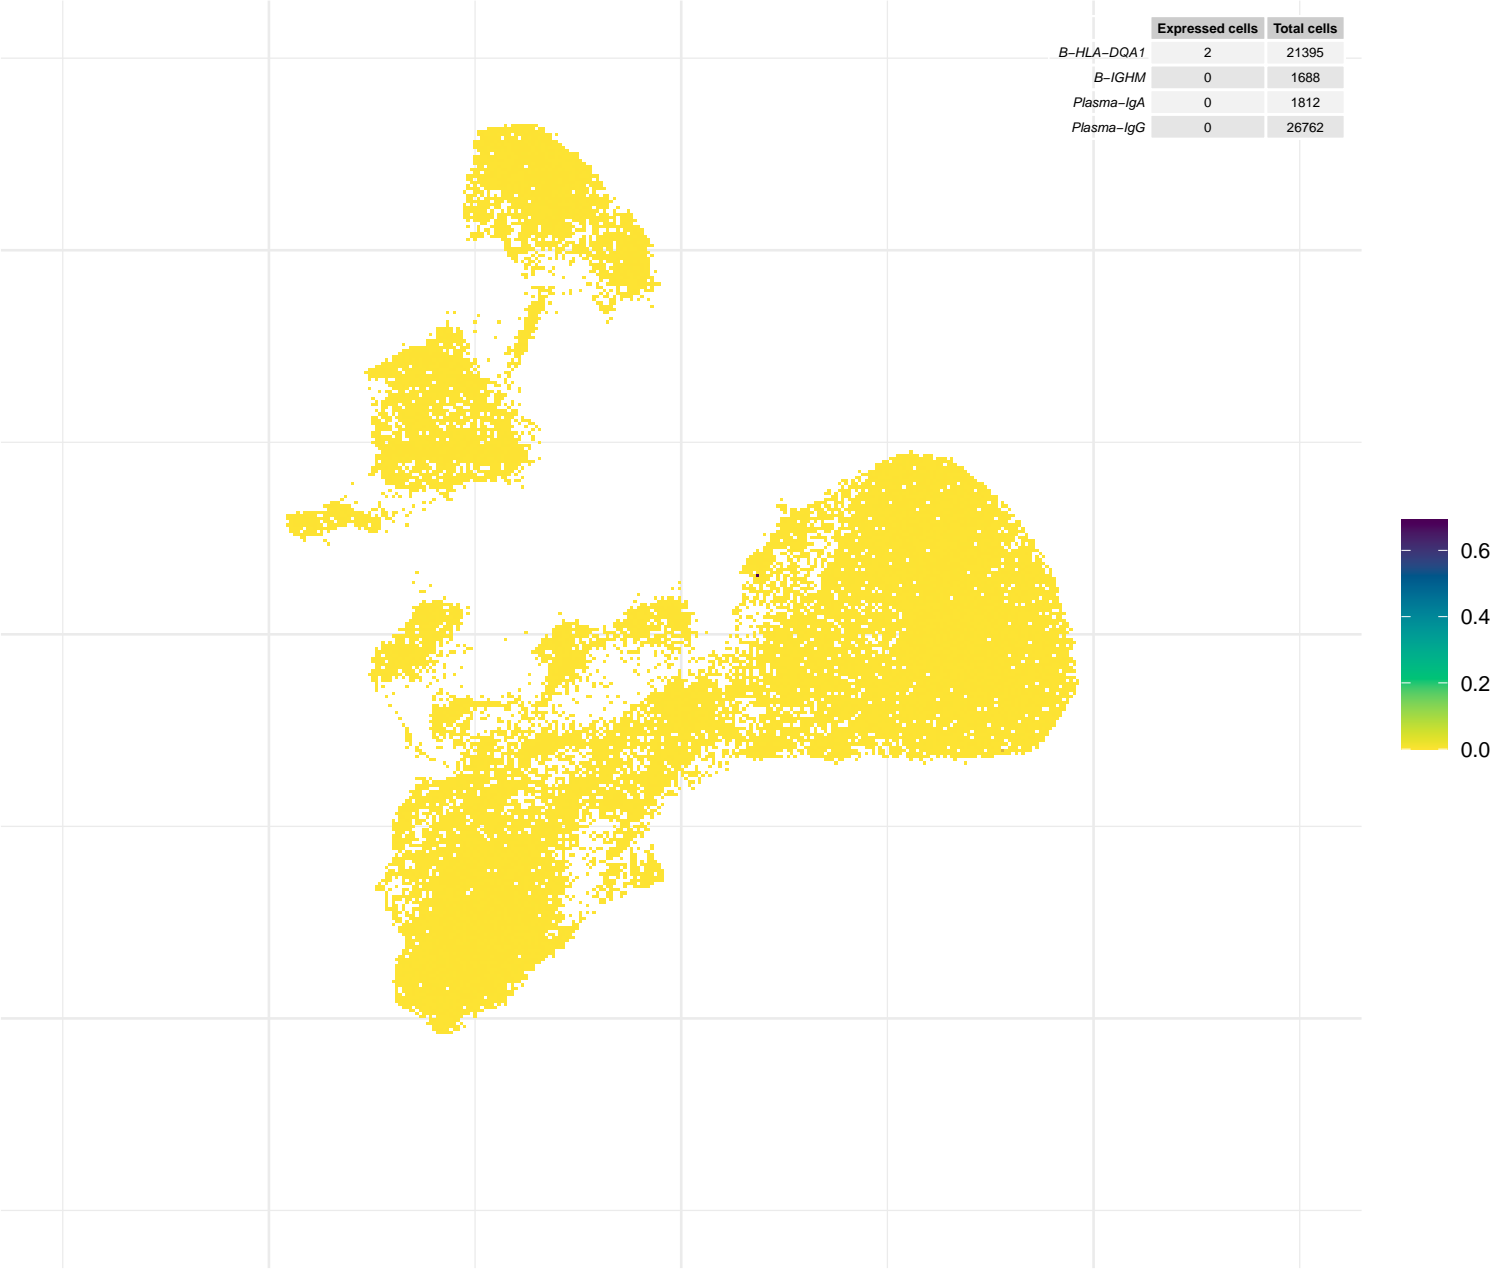 Expressed cells Total cells
B−HLA−DQA1 2 21395
B−IGHM 0 1688
Plasma−IgA 0 1812
Plasma−IgG 0 26762
0.6
0.4
0.2
0.0